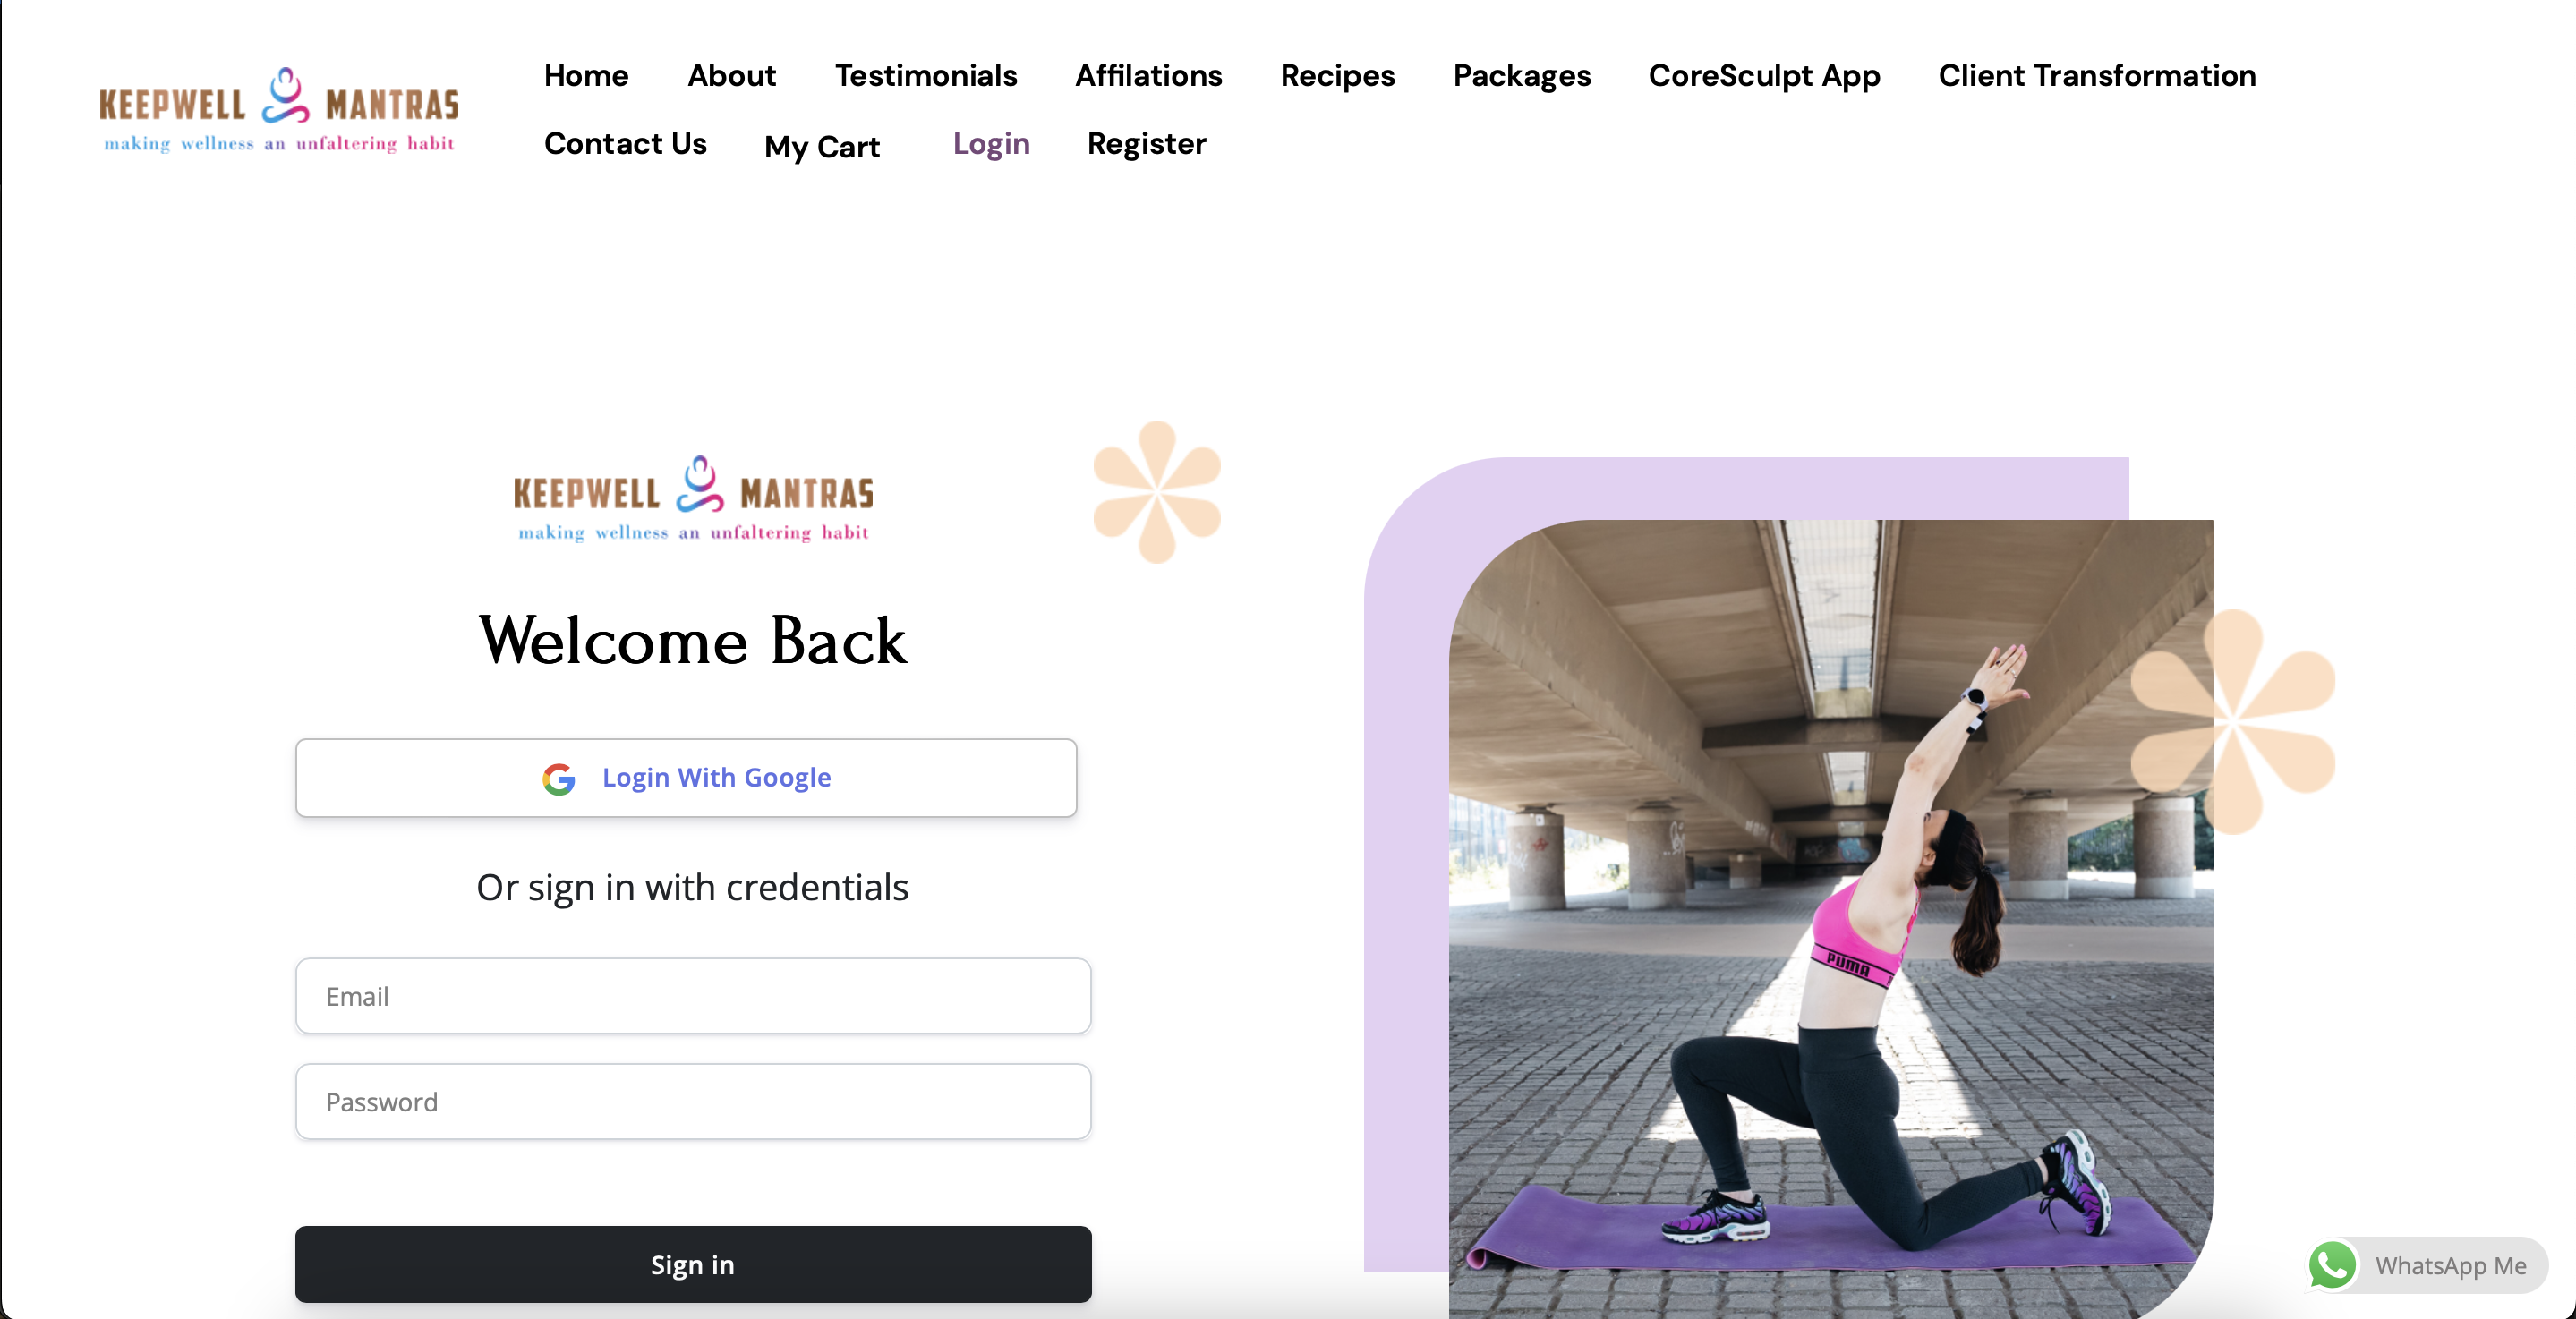 KEEPWELL MANTRAS
making wellness an unfaltering habit
Home About Testimonials Affilations Recipes Packages CoreSculpt App Client Transformation
Contact Us My Cart Login Register
KEEPWELL MANTRAS
making wellness an unfaltering habit
Welcome Back
Login With Google
Or sign in with credentials
Email
Password
Sign in
PUMA
WhatsApp Me